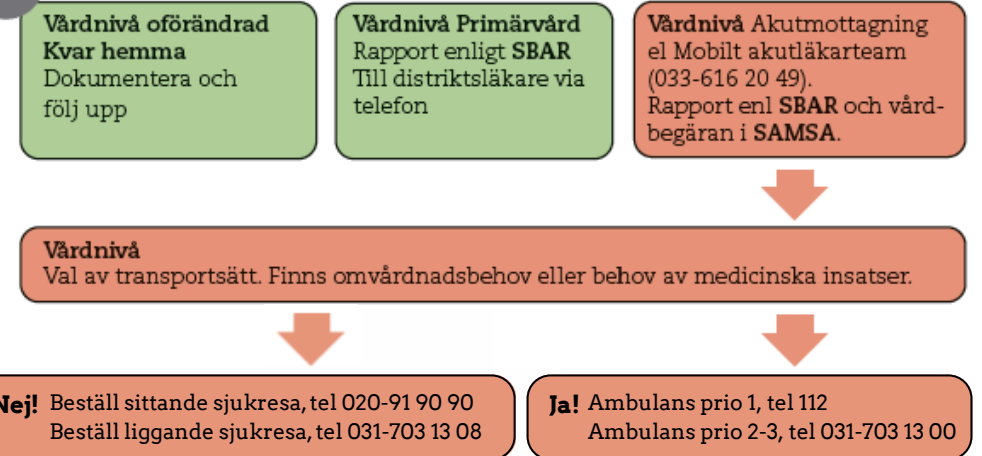 Vårdnivå oförändrad
Kvar hemma
Dokumentera och
följ upp
Vårdnivå Primärvård
Rapport enligt SBAR
Till distriktsläkare via
telefon
Vårdnivå Akutmottagning
el Mobilt akutläkarteam
(033-616 20 49).
Rapport enl SBAR och vård-
begäran i SAMSA.
Vårdnivå
Val av transportsätt. Finns omvårdnadsbehov eller behov av medicinska insatser.
Nej! Beställ sittande sjukresa, tel 020-91 90 90
Beställ liggande sjukresa, tel 031-703 13 08
Ja! Ambulans prio 1, tel 112
Ambulans prio 2-3, tel 031-703 13 00